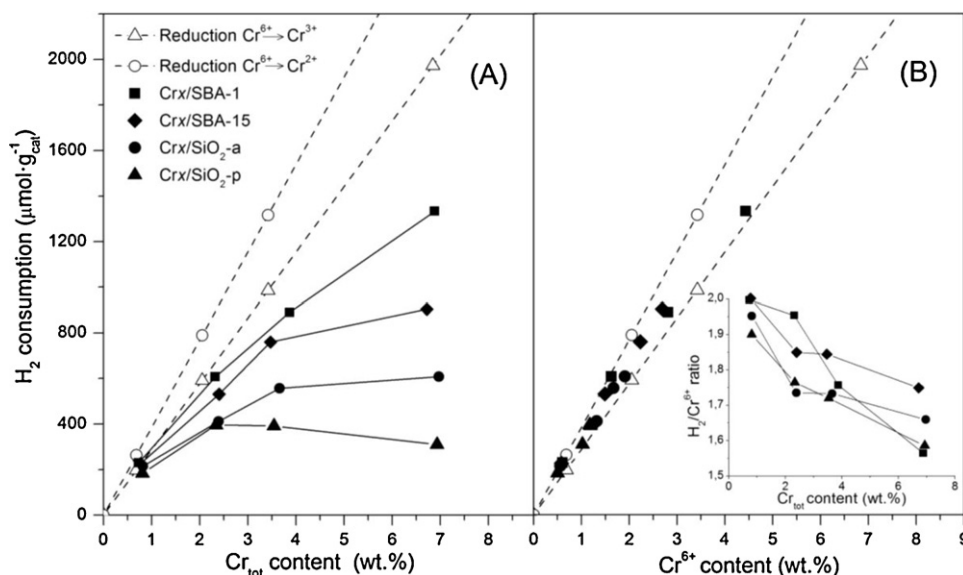 2000
1600
1200
800
400
0
H₂ consumption (μmol·g⁻¹cat)
Reduction Cr⁶⁺→Cr³⁺
Reduction Cr⁶⁺→Cr²⁺
Crx/SBA-1
Crx/SBA-15
Crx/SiO₂-a
Crx/SiO₂-p
(A)
0 1 2 3 4 5 6 7 8
Crtot content (wt.%)
(B)
0 1 2 3 4 5 6 7 8 9
Cr⁶⁺ content (wt.%)
2,0
1,9
1,8
1,7
1,6
1,5
H₂/Cr⁶⁺ ratio
0 2 4 6 8
Crtot content (wt.%)